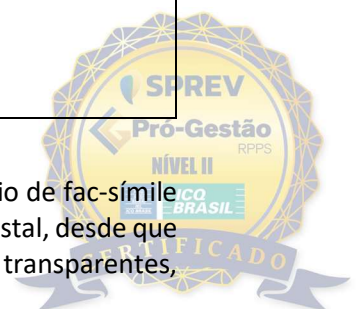 SPREV
Pró-Gestão
RPPS
NÍVEL II
ICQ
BRASIL
io de fac-símile
stal, desde que
transparentes,
CERTIFICADO